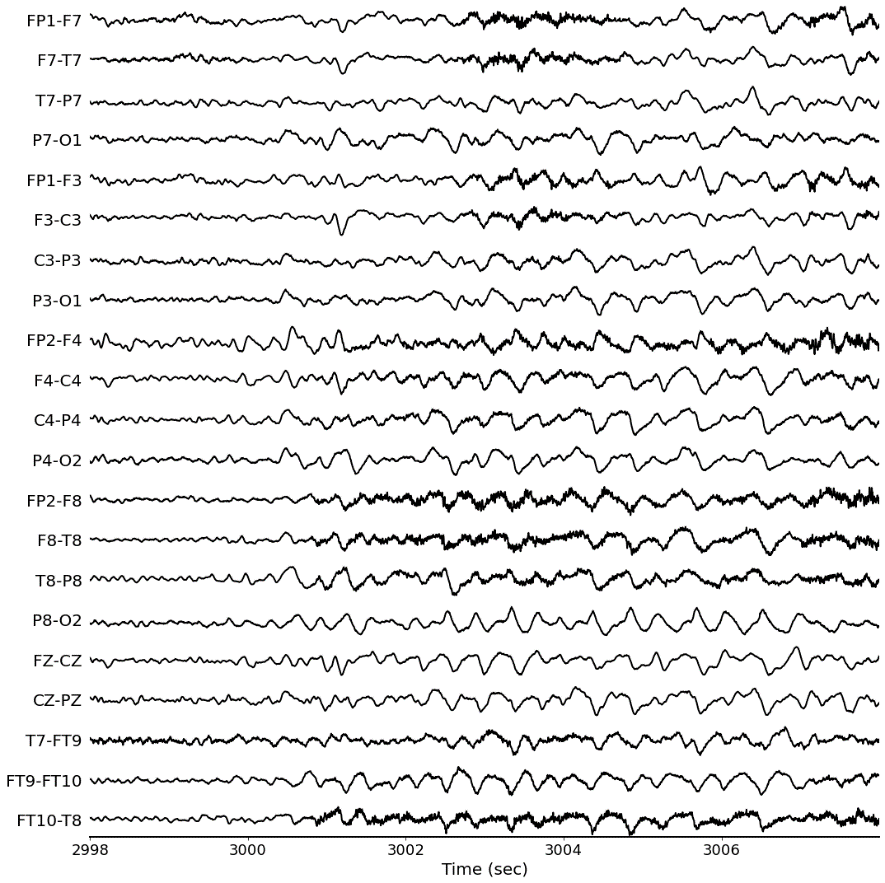 FP1-F7
F7-T7
T7-P7
P7-O1
FP1-F3
F3-C3
C3-P3
P3-O1
FP2-F4
F4-C4
C4-P4
P4-O2
FP2-F8
F8-T8
T8-P8
P8-O2
FZ-CZ
CZ-PZ
T7-FT9
FT9-FT10
FT10-T8
2998 3000 3002 3004 3006
Time (sec)